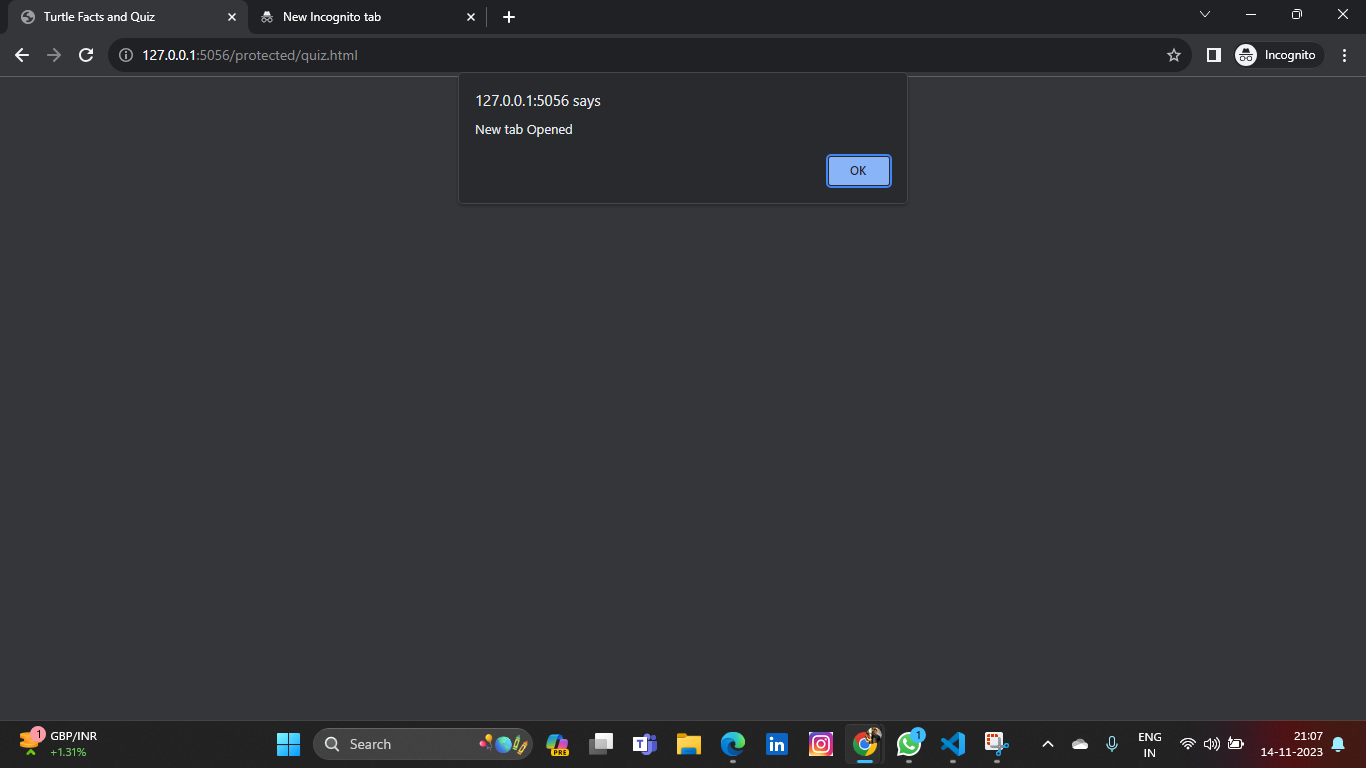 Turtle Facts and Quiz
New Incognito tab
127.0.0.1:5056/protected/quiz.html
Incognito
127.0.0.1:5056 says
New tab Opened
OK
1
GBP/INR
+1.31%
Search
PRE
T
in
1
ENG
IN
21:07
14-11-2023